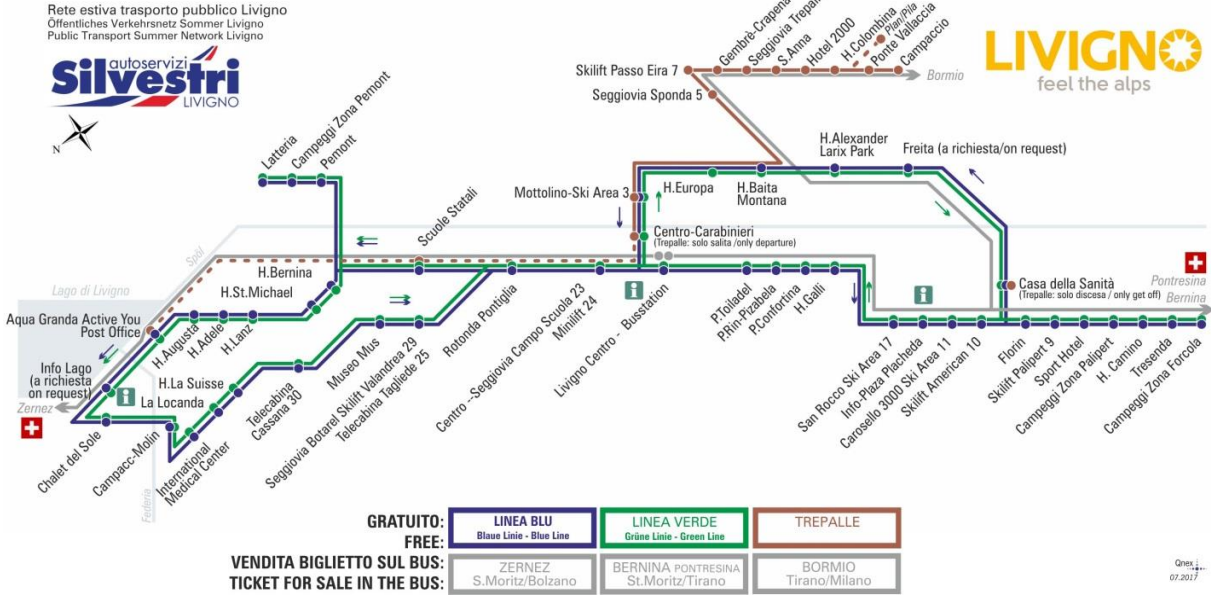 Rete estiva trasporto pubblico Livigno
Öffentliches Verkehrsnetz Sommer Livigno
Public Transport Summer Network Livigno
autoservizi
Silvestri
LIVIGNO
N
LIVIGNO
feel the alps
Skilift Passo Eira 7
Seggiovia Sponda 5
Gembrè-Crapena
Seggiovia Trepalle
S.Anna
Hotel 2000
H.Colombina
Plan/Pila
Ponte Vallaccia
Campaccio
Bormio
Latteria
Campeggi Zona Pemont
Pemont
Mottolino-Ski Area 3
H.Europa
H.Baita
Montana
H.Alexander
Larix Park
Freita (a richiesta/on request)
Centro-Carabinieri
(Trepalle: solo salita /only departure)
Scuole Statali
Spöl
Lago di Livigno
H.Bernina
H.St.Michael
Aqua Granda Active You
Post Office
H.Augusta
H.Adele
H.Lanz
Info Lago
(a richiesta
on request)
i
Zernez
Chalet del Sole
Campacc-Molin
Federia
H.La Suisse
La Locanda
International
Medical Center
Telecabina
Cassana 30
Museo Mus
Seggiovia Botarel Skilift Valandrea 29
Telecabina Tagliede 25
Rotonda Pontiglia
Centro --Seggiovia Campo Scuola 23
Minilift 24
i
Livigno Centro - Busstation
P.Toiladel
P.Rin-Pizabela
P.Confortina
H.Galli
i
Casa della Sanità
(Trepalle: solo discesa / only get off)
Pontresina
Bernina
San Rocco Ski Area 17
Info-Plaza Placheda
Carosello 3000 Ski Area 11
Skilift American 10
Florin
Skilift Palipert 9
Sport Hotel
Campeggi Zona Palipert
H. Camino
Tresenda
Campeggi Zona Forcola
GRATUITO:
FREE:
LINEA BLU
Blaue Linie - Blue Line
LINEA VERDE
Grüne Linie - Green Line
TREPALLE
VENDITA BIGLIETTO SUL BUS:
TICKET FOR SALE IN THE BUS:
ZERNEZ
S.Moritz/Bolzano
BERNINA PONTRESINA
St.Moritz/Tirano
BORMIO
Tirano/Milano
Qnex
07.2017